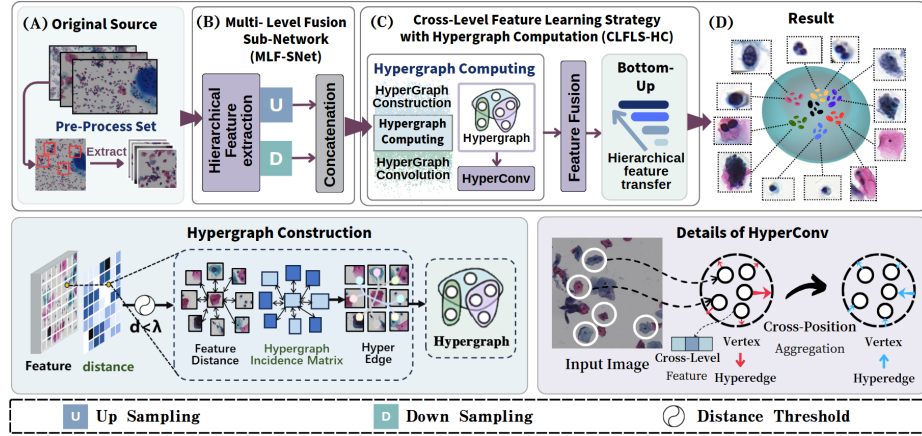 (A) Original Source
Pre-Process Set
Extract
(B) Multi- Level Fusion
Sub-Network
(MLF-SNet)
Hierarchical
Feature
extraction
U
D
Concatenation
(C) Cross-Level Feature Learning Strategy
with Hypergraph Computation (CLFLS-HC)
Hypergraph Computing
HyperGraph
Construction
Hypergraph
Computing
HyperGraph
Convolution
Hypergraph
HyperConv
Feature Fusion
Bottom-
Up
Hierarchical
feature
transfer
(D) Result
Hypergraph Construction
Feature
distance
d<λ
Feature
Distance
Hypergraph
Incidence Matrix
Hyper
Edge
Hypergraph
Details of HyperConv
Input Image
Cross-Level
Feature
Vertex
Hyperedge
Cross-Position
Aggregation
Vertex
Hyperedge
U Up Sampling
D Down Sampling
Distance Threshold